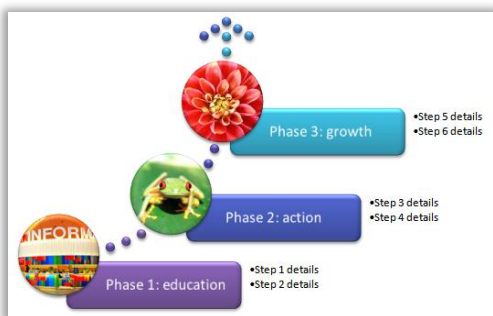 Phase 3: growth
•Step 5 details
•Step 6 details
Phase 2: action
•Step 3 details
•Step 4 details
INFORM
Phase 1: education
•Step 1 details
•Step 2 details